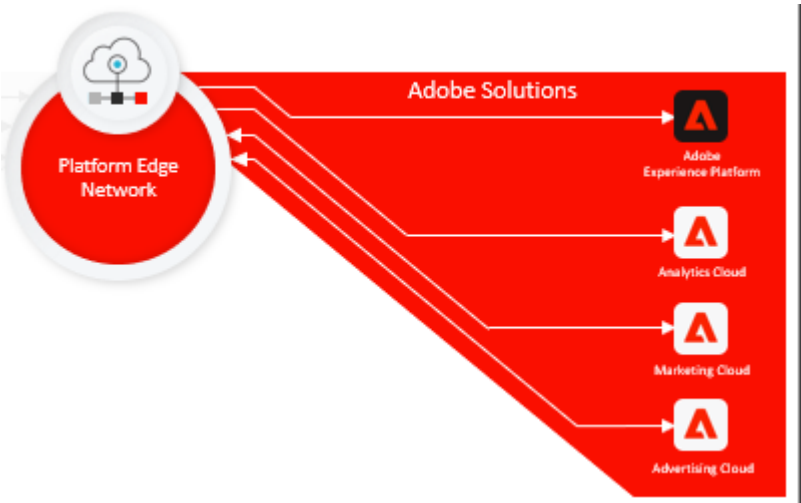 Adobe Solutions
Platform Edge
Network
Adobe
Experience Platform
Analytics Cloud
Marketing Cloud
Advertising Cloud